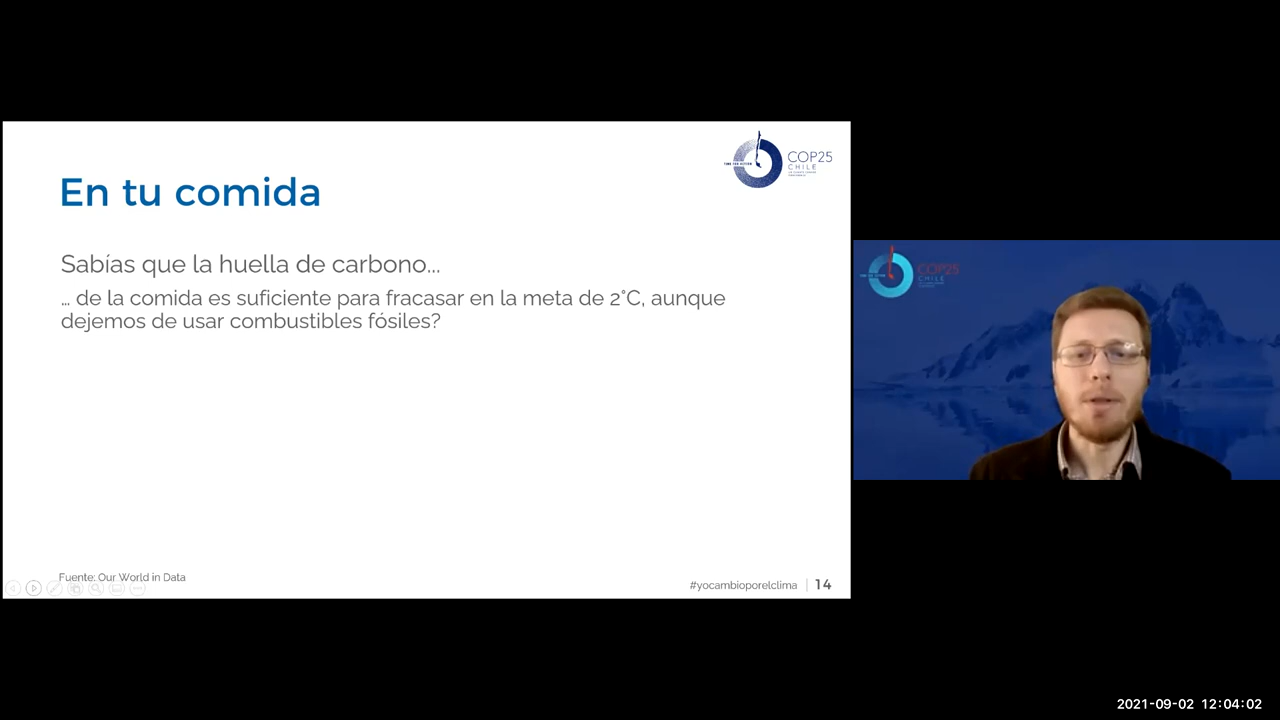 En tu comida
COP25
CHILE
Sabías que la huella de carbono...
... de la comida es suficiente para fracasar en la meta de 2°C, aunque
dejemos de usar combustibles fósiles?
Fuente: Our World in Data
#yocambioporelclima
14
COP25
CHILE
2021-09-02 12:04:02